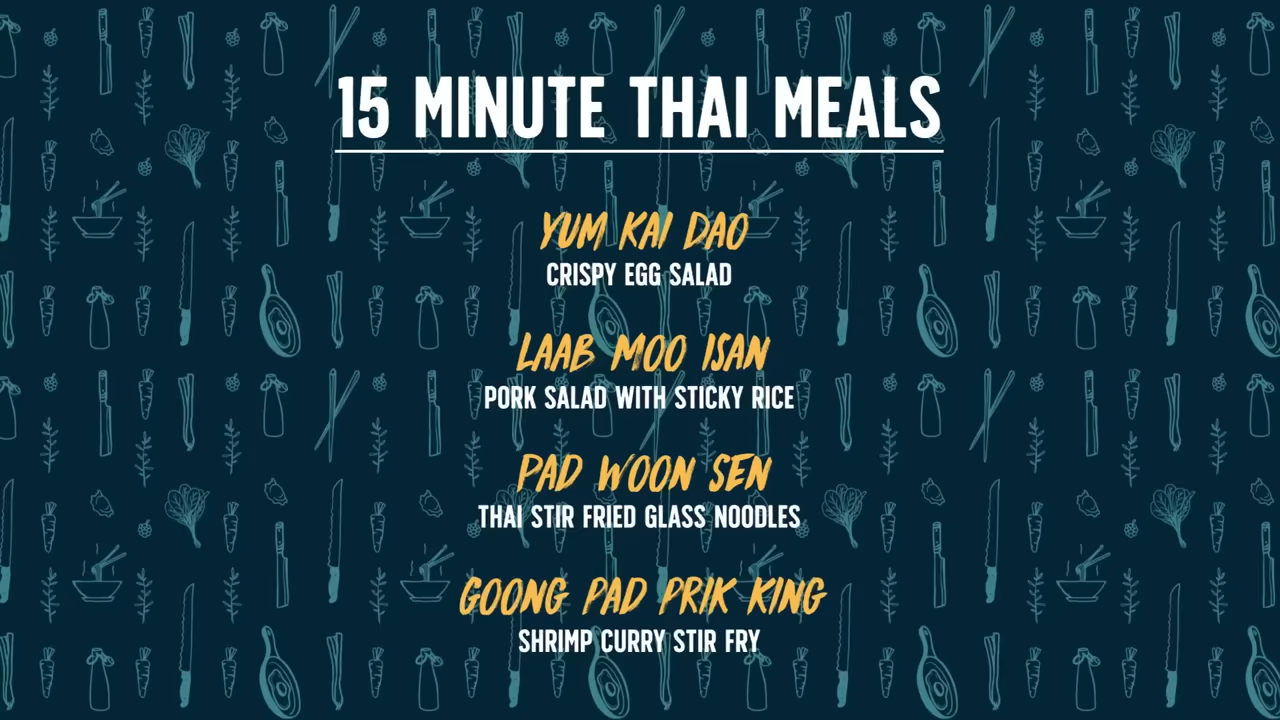 15 MINUTE THAI MEALS
YUM KAI DAO
CRISPY EGG SALAD
LAAB MOO ISAN
PORK SALAD WITH STICKY RICE
PAD WOON SEN
THAI STIR FRIED GLASS NOODLES
GOONG PAD PRIK KING
SHRIMP CURRY STIR FRY